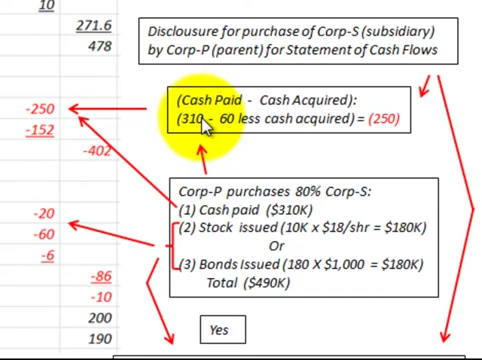 10
271.6
478
-250
-152
-402
-20
-60
-6
-86
-10
200
190
Disclousure for purchase of Corp-S (subsidiary)
by Corp-P (parent) for Statement of Cash Flows
(Cash Paid - Cash Acquired):
(310 - 60 less cash acquired) = (250)
Corp-P purchases 80% Corp-S:
(1) Cash paid ($310K)
(2) Stock issued (10K X $18/shr = $180K)
Or
(3) Bonds Issued (180 X $1,000 = $180K)
Total ($490K)
Yes